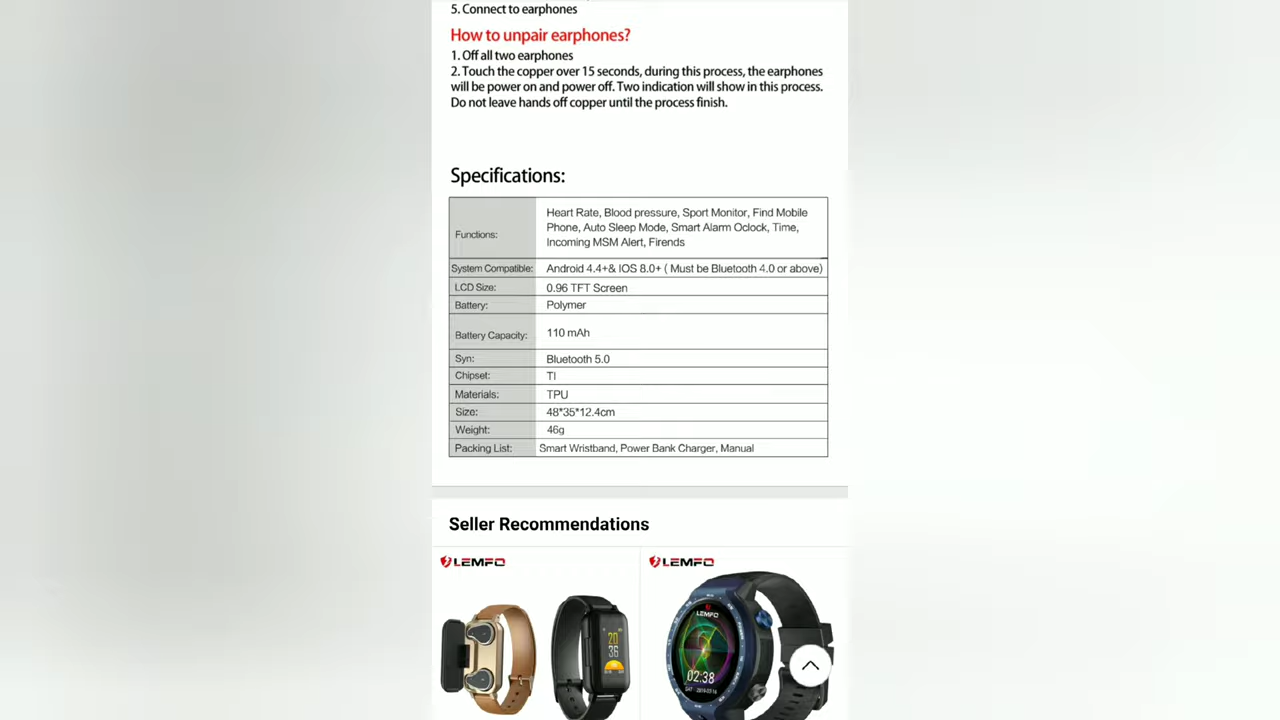 5. Connect to earphones
How to unpair earphones?
1. Off all two earphones
2. Touch the copper over 15 seconds, during this process, the earphones
will be power on and power off. Two indication will show in this process.
Do not leave hands off copper until the process finish.
Specifications:
Functions:
Heart Rate, Blood pressure, Sport Monitor, Find Mobile
Phone, Auto Sleep Mode, Smart Alarm Oclock, Time,
Incoming MSM Alert, Firends
System Compatible: Android 4.4+& IOS 8.0+ ( Must be Bluetooth 4.0 or above)
LCD Size: 0.96 TFT Screen
Battery: Polymer
Battery Capacity: 110 mAh
Syn: Bluetooth 5.0
Chipset: TI
Materials: TPU
Size: 48*35*12.4cm
Weight: 46g
Packing List: Smart Wristband, Power Bank Charger, Manual
Seller Recommendations
LEMFO
LEMFO
20
36
LEMFO
02:38